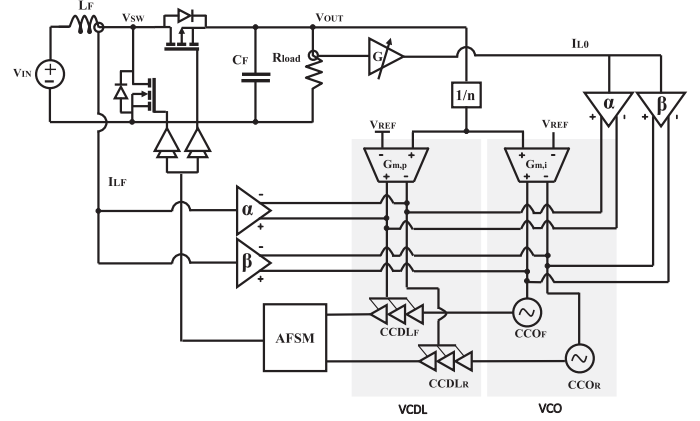 LF
VSW
VOUT
VIN
CF
Rload
G
IL0
1/n
α
β
VREF
VREF
- +
+ -
Gm,p
Gm,i
+ -
+ -
+ -
+ -
ILF
α
-
+
β
-
+
AFSM
CCDLF
CCOF
CCDLR
CCOR
VCDL
VCO